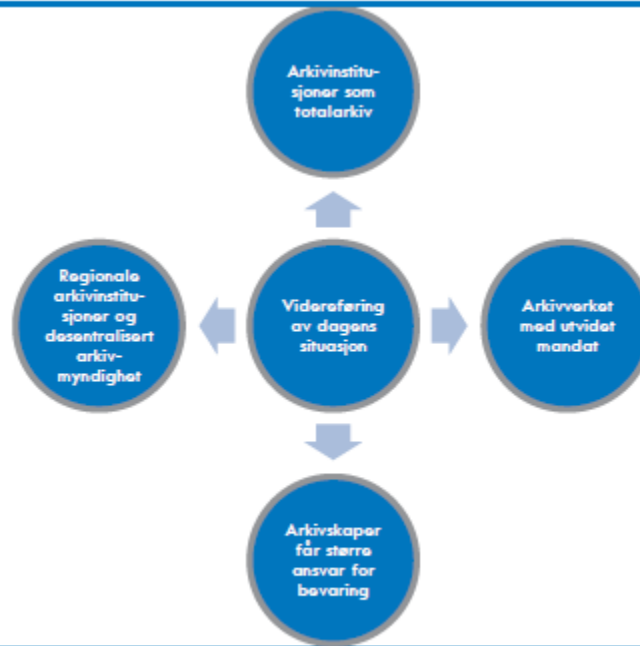 Arkivinstitu-
sjoner som
totalarkiv
Regionale
arkivinstitu-
sjoner og
desentralisert
arkiv-
myndighet
Videreføring
av dagens
situasjon
Arkivverket
med utvidet
mandat
Arkivskaper
får større
ansvar for
bevaring